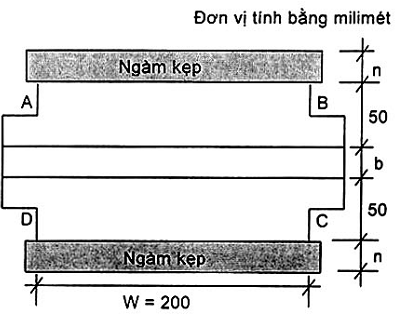 Đơn vị tính bằng milimét
Ngàm kẹp
n
A
B
50
b
D
C
50
Ngàm kẹp
n
W = 200